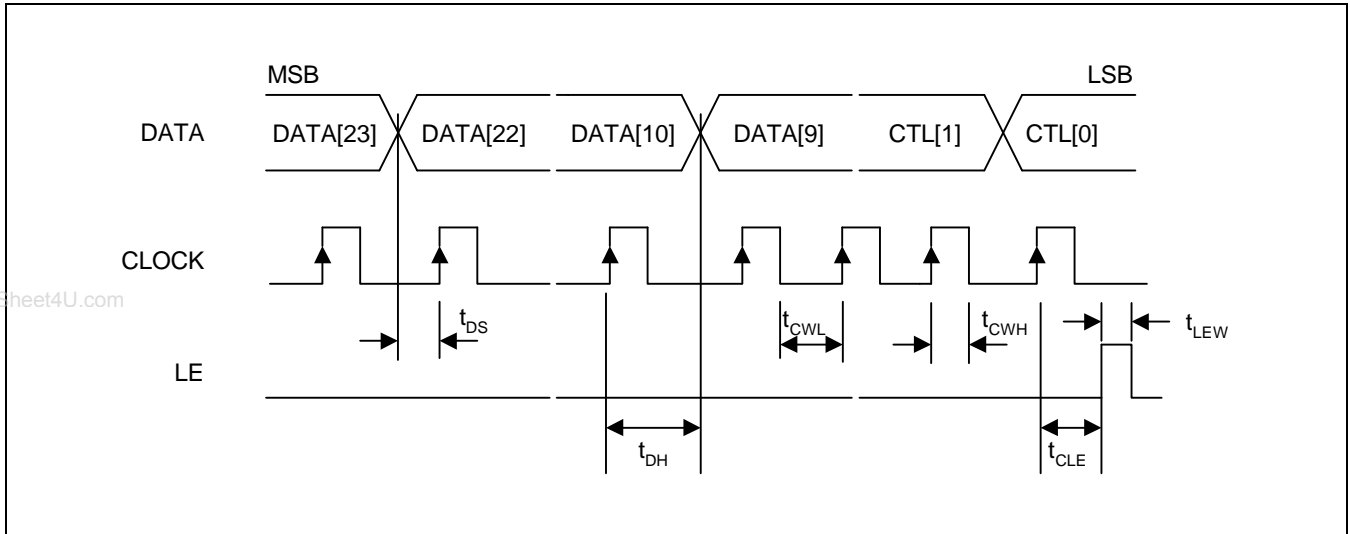 MSB LSB
DATA DATA[23] DATA[22] DATA[10] DATA[9] CTL[1] CTL[0]
CLOCK
heet4U.com
tDS tCWL tCWH tLEW
LE
tDH tCLE